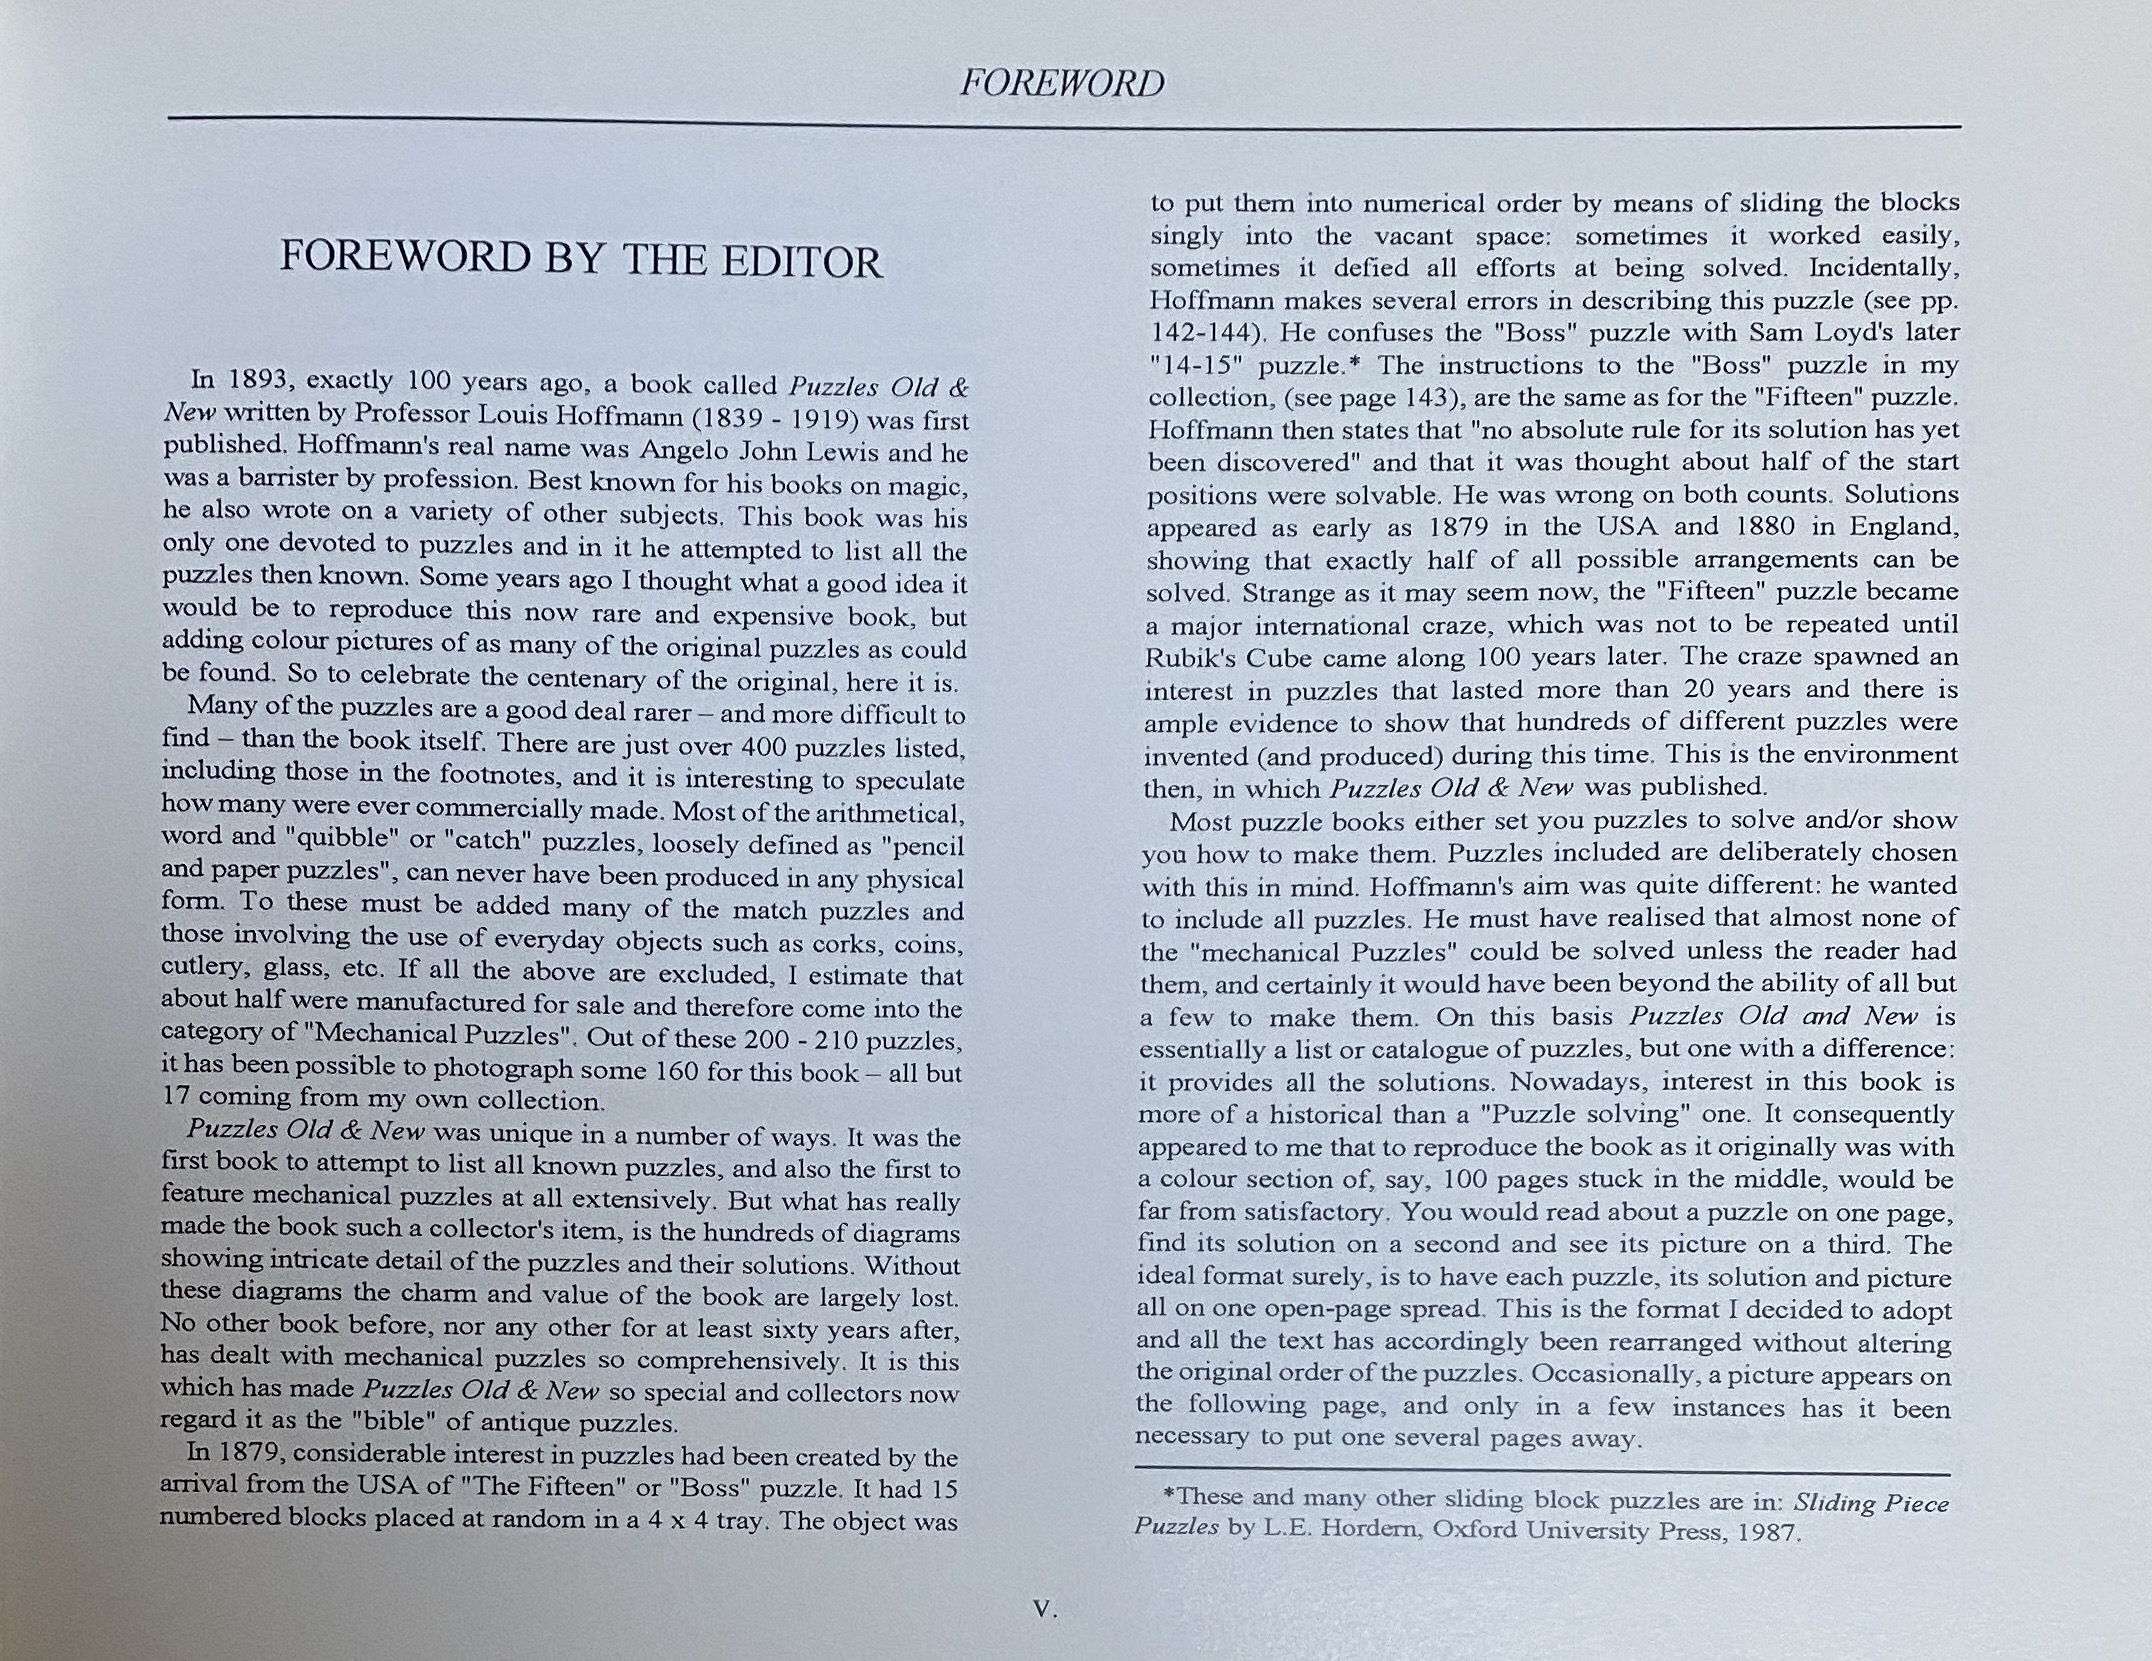 FOREWORD
FOREWORD BY THE EDITOR
In 1893, exactly 100 years ago, a book called Puzzles Old &
New written by Professor Louis Hoffmann (1839 - 1919) was first
published. Hoffmann's real name was Angelo John Lewis and he
was a barrister by profession. Best known for his books on magic,
he also wrote on a variety of other subjects. This book was his
only one devoted to puzzles and in it he attempted to list all the
puzzles then known. Some years ago I thought what a good idea it
would be to reproduce this now rare and expensive book, but
adding colour pictures of as many of the original puzzles as could
be found. So to celebrate the centenary of the original, here it is.
Many of the puzzles are a good deal rarer – and more difficult to
find – than the book itself. There are just over 400 puzzles listed,
including those in the footnotes, and it is interesting to speculate
how many were ever commercially made. Most of the arithmetical,
word and "quibble" or "catch" puzzles, loosely defined as "pencil
and paper puzzles", can never have been produced in any physical
form. To these must be added many of the match puzzles and
those involving the use of everyday objects such as corks, coins,
cutlery, glass, etc. If all the above are excluded, I estimate that
about half were manufactured for sale and therefore come into the
category of "Mechanical Puzzles". Out of these 200 - 210 puzzles,
it has been possible to photograph some 160 for this book – all but
17 coming from my own collection.
Puzzles Old & New was unique in a number of ways. It was the
first book to attempt to list all known puzzles, and also the first to
feature mechanical puzzles at all extensively. But what has really
made the book such a collector's item, is the hundreds of diagrams
showing intricate detail of the puzzles and their solutions. Without
these diagrams the charm and value of the book are largely lost.
No other book before, nor any other for at least sixty years after,
has dealt with mechanical puzzles so comprehensively. It is this
which has made Puzzles Old & New so special and collectors now
regard it as the "bible" of antique puzzles.
In 1879, considerable interest in puzzles had been created by the
arrival from the USA of "The Fifteen" or "Boss" puzzle. It had 15
numbered blocks placed at random in a 4 x 4 tray. The object was
to put them into numerical order by means of sliding the blocks
singly into the vacant space: sometimes it worked easily,
sometimes it defied all efforts at being solved. Incidentally,
Hoffmann makes several errors in describing this puzzle (see pp.
142-144). He confuses the "Boss" puzzle with Sam Loyd's later
"14-15" puzzle.* The instructions to the "Boss" puzzle in my
collection, (see page 143), are the same as for the "Fifteen" puzzle.
Hoffmann then states that "no absolute rule for its solution has yet
been discovered" and that it was thought about half of the start
positions were solvable. He was wrong on both counts. Solutions
appeared as early as 1879 in the USA and 1880 in England,
showing that exactly half of all possible arrangements can be
solved. Strange as it may seem now, the "Fifteen" puzzle became
a major international craze, which was not to be repeated until
Rubik's Cube came along 100 years later. The craze spawned an
interest in puzzles that lasted more than 20 years and there is
ample evidence to show that hundreds of different puzzles were
invented (and produced) during this time. This is the environment
then, in which Puzzles Old & New was published.
Most puzzle books either set you puzzles to solve and/or show
you how to make them. Puzzles included are deliberately chosen
with this in mind. Hoffmann's aim was quite different: he wanted
to include all puzzles. He must have realised that almost none of
the "mechanical Puzzles" could be solved unless the reader had
them, and certainly it would have been beyond the ability of all but
a few to make them. On this basis Puzzles Old and New is
essentially a list or catalogue of puzzles, but one with a difference:
it provides all the solutions. Nowadays, interest in this book is
more of a historical than a "Puzzle solving" one. It consequently
appeared to me that to reproduce the book as it originally was with
a colour section of, say, 100 pages stuck in the middle, would be
far from satisfactory. You would read about a puzzle on one page,
find its solution on a second and see its picture on a third. The
ideal format surely, is to have each puzzle, its solution and picture
all on one open-page spread. This is the format I decided to adopt
and all the text has accordingly been rearranged without altering
the original order of the puzzles. Occasionally, a picture appears on
the following page, and only in a few instances has it been
necessary to put one several pages away.
*These and many other sliding block puzzles are in: Sliding Piece
Puzzles by L.E. Hordern, Oxford University Press, 1987.
V.